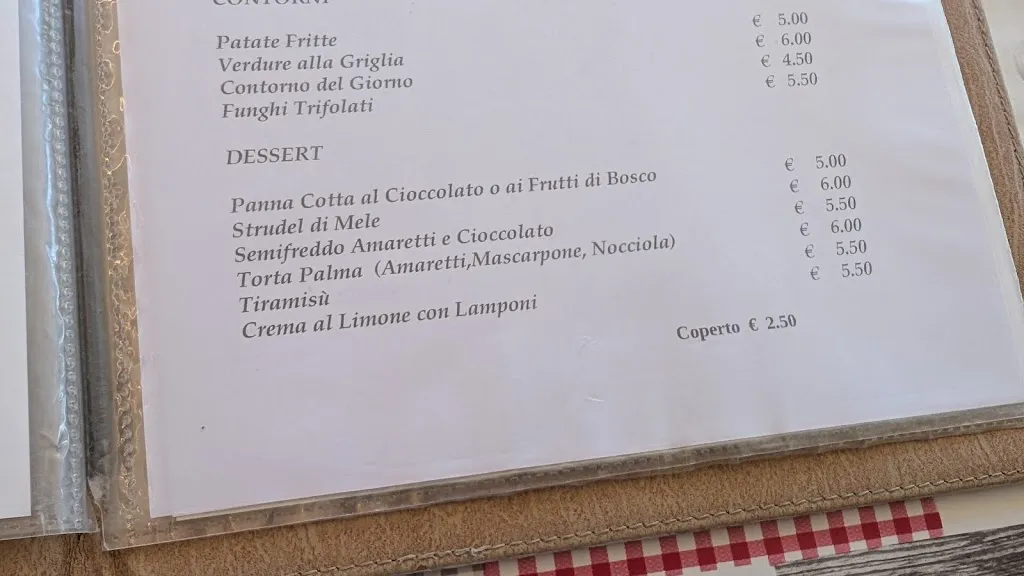 CONTORNI
Patate Fritte € 5.00
Verdure alla Griglia € 6.00
Contorno del Giorno € 4.50
Funghi Trifolati € 5.50
DESSERT
Panna Cotta al Cioccolato o ai Frutti di Bosco € 5.00
Strudel di Mele € 6.00
Semifreddo Amaretti e Cioccolato € 5.50
Torta Palma (Amaretti,Mascarpone, Nocciola) € 6.00
Tiramisù € 5.50
Crema al Limone con Lamponi € 5.50
Coperto € 2.50